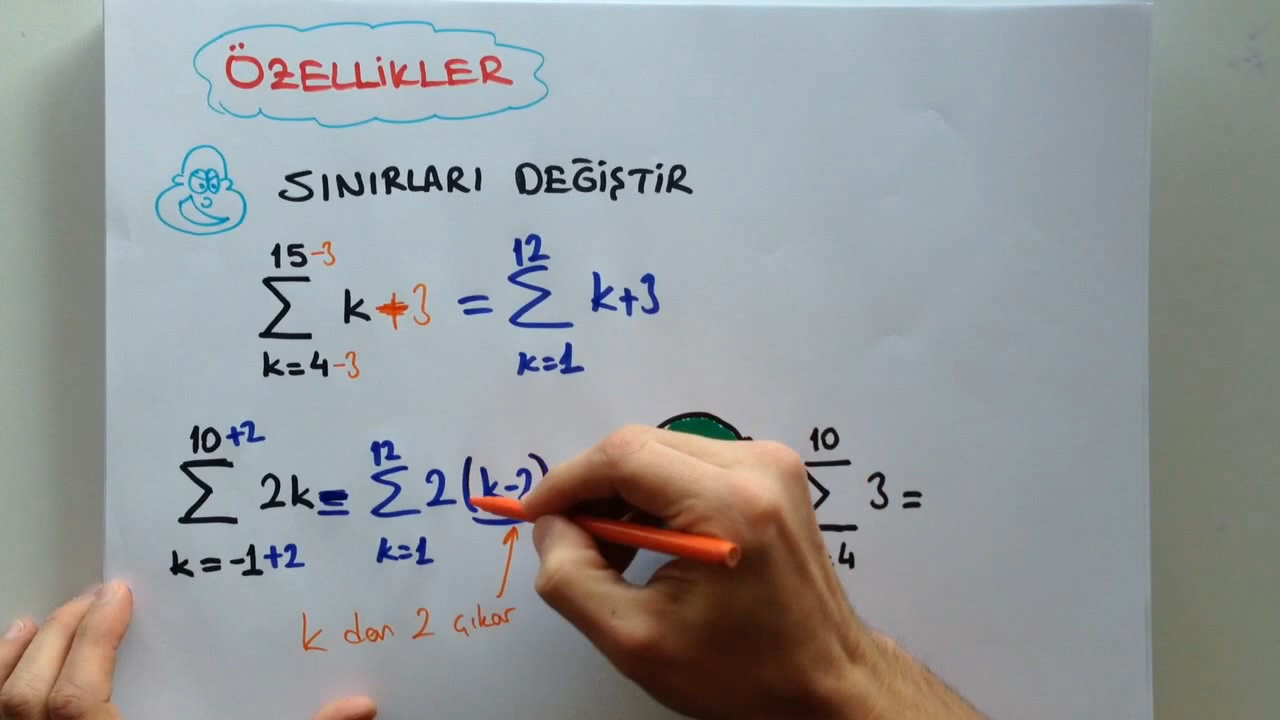 ÖZELLİKLER
SINIRLARI DEĞİŞTİR
15-3
∑ k+3 =
k=4-3
12
∑ k+3
k=1
10+2
∑ 2k=
k=-1+2
12
∑ 2(k-2)
k=1
k dan 2 çıkar
10
∑ 3=
4